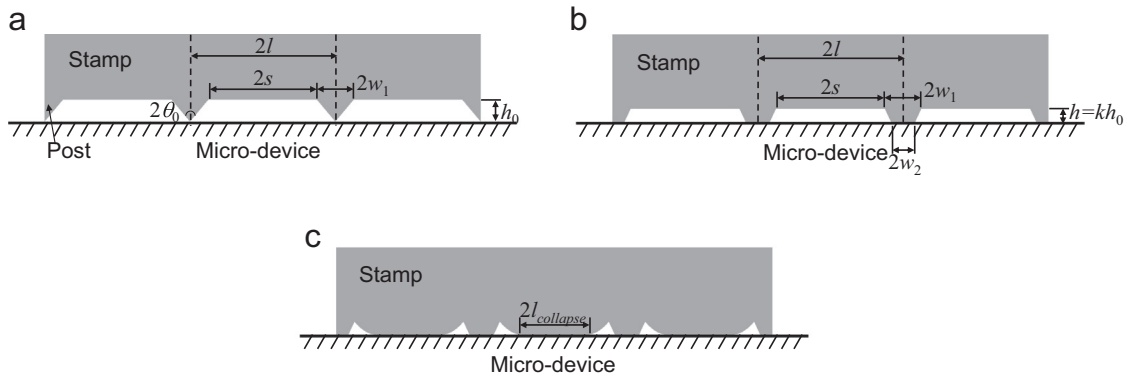 a
Stamp
2l
2s
2w₁
2θ₀
h₀
Post
Micro-device
b
Stamp
2l
2s
2w₁
h=kh₀
Micro-device
2w₂
c
Stamp
2l_collapse
Micro-device